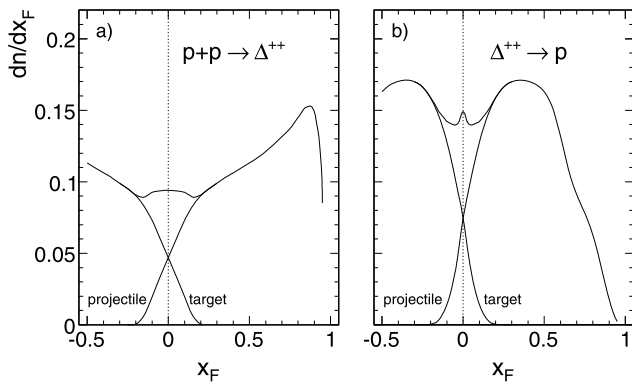 dn/dx_F
0.2
0.15
0.1
0.05
0
a)
p+p → Δ⁺⁺
projectile
target
-0.5
0
0.5
1
x_F
b)
Δ⁺⁺ → p
projectile
target
-0.5
0
0.5
1
x_F